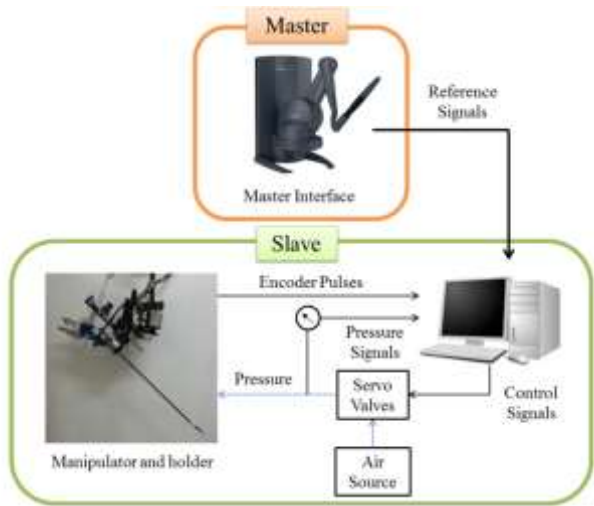 Master
Reference
Signals
Master Interface
Slave
Encoder Pulses
Pressure
Signals
Pressure
Servo
Valves
Control
Signals
Manipulator and holder
Air
Source